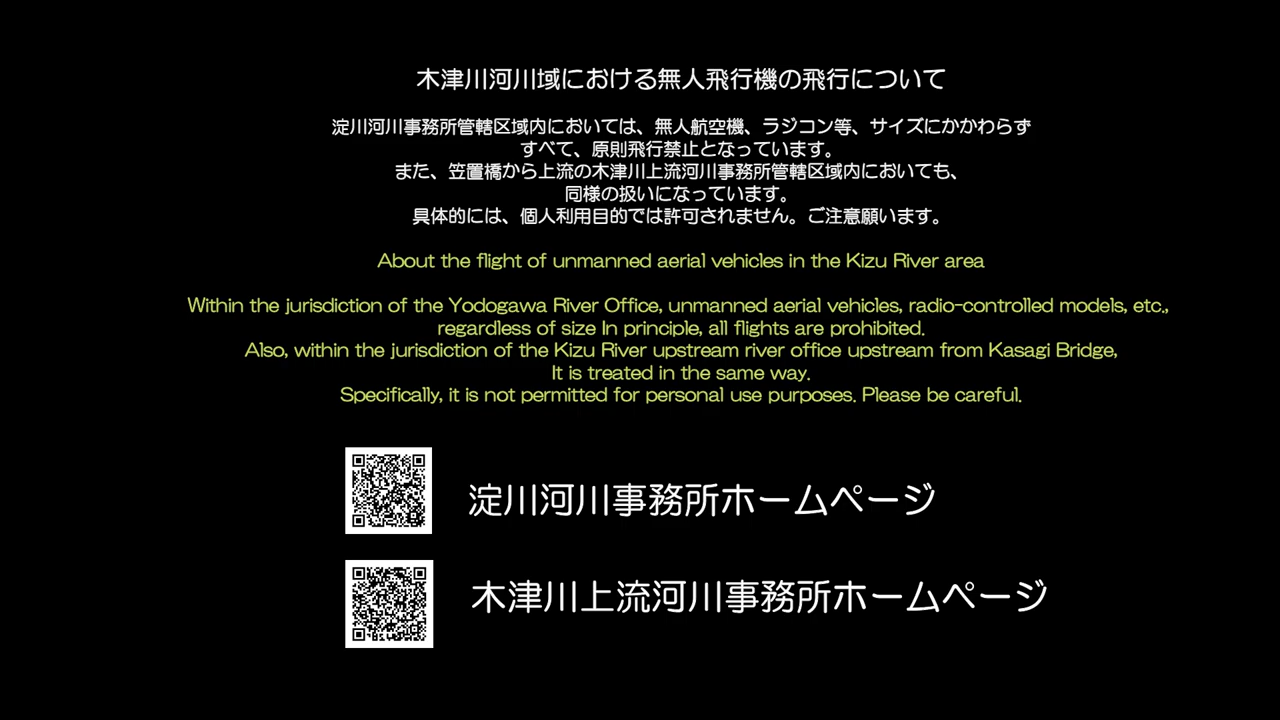 木津川河川域における無人飛行機の飛行について
淀川河川事務所管轄区域内においては、無人航空機、ラジコン等、サイズにかかわらず
すべて、原則飛行禁止となっています。
また、笠置橋から上流の木津川上流河川事務所管轄区域内においても、
同様の扱いになっています。
具体的には、個人利用目的では許可されません。ご注意願います。
About the flight of unmanned aerial vehicles in the Kizu River area
Within the jurisdiction of the Yodogawa River Office, unmanned aerial vehicles, radio-controlled models, etc.,
regardless of size In principle, all flights are prohibited.
Also, within the jurisdiction of the Kizu River upstream river office upstream from Kasagi Bridge,
It is treated in the same way.
Specifically, it is not permitted for personal use purposes. Please be careful.
淀川河川事務所ホームページ
木津川上流河川事務所ホームページ